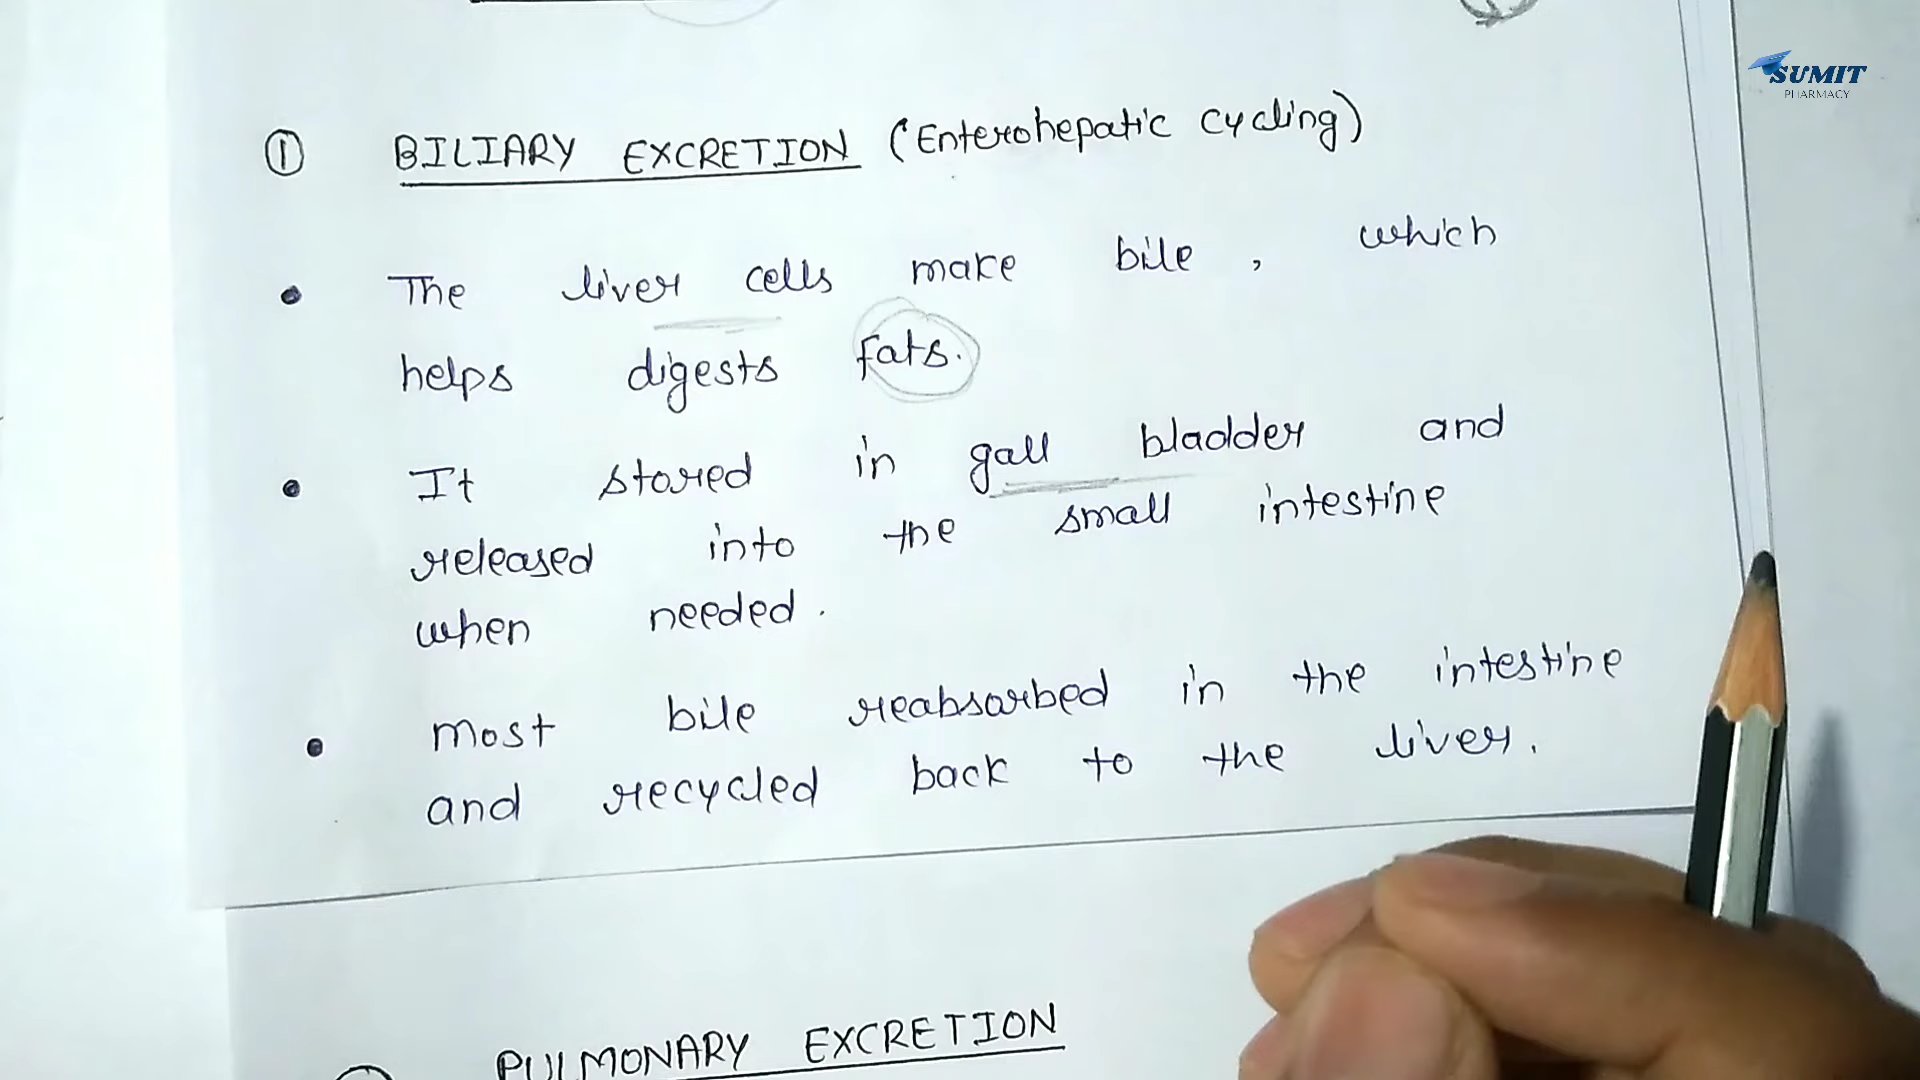 SUMIT
PHARMACY
① BILIARY EXCRETION (Enterohepatic cycling)
• The liver cells make bile, which
helps digests fats.
• It stored in gall bladder and
released into the small intestine
when needed.
• most bile reabsorbed in the intestine
and recycled back to the liver.
PULMONARY EXCRETION